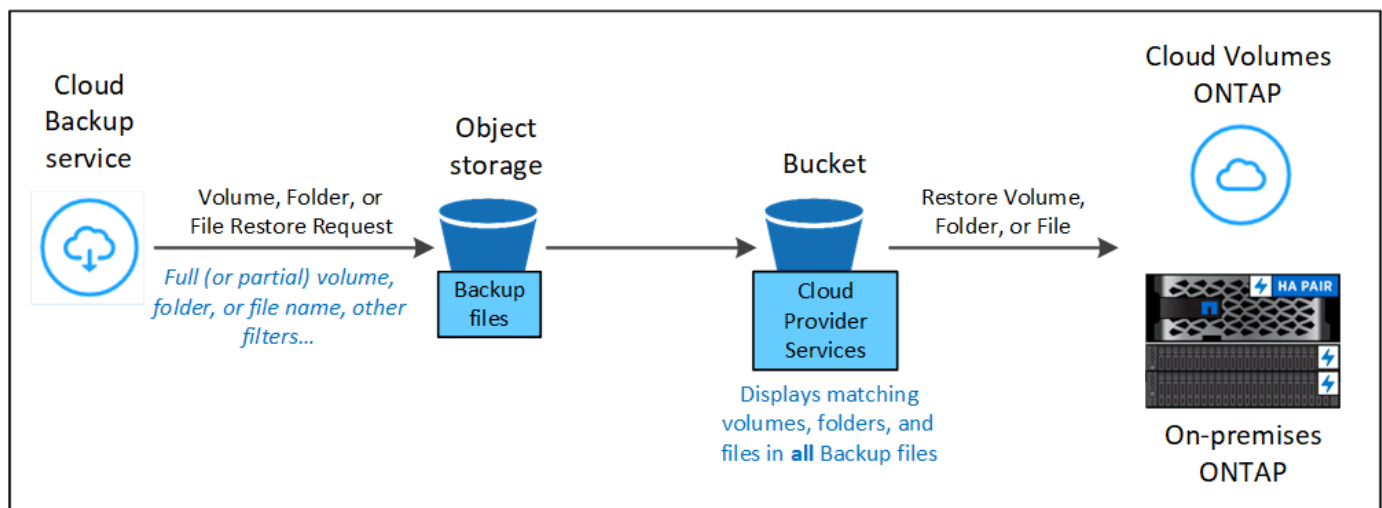 Cloud
Backup
service
Volume, Folder, or
File Restore Request
Full (or partial) volume,
folder, or file name, other
filters...
Object
storage
Backup
files
Bucket
Cloud
Provider
Services
Displays matching
volumes, folders, and
files in all Backup files
Restore Volume,
Folder, or File
Cloud Volumes
ONTAP
HA PAIR
On-premises
ONTAP